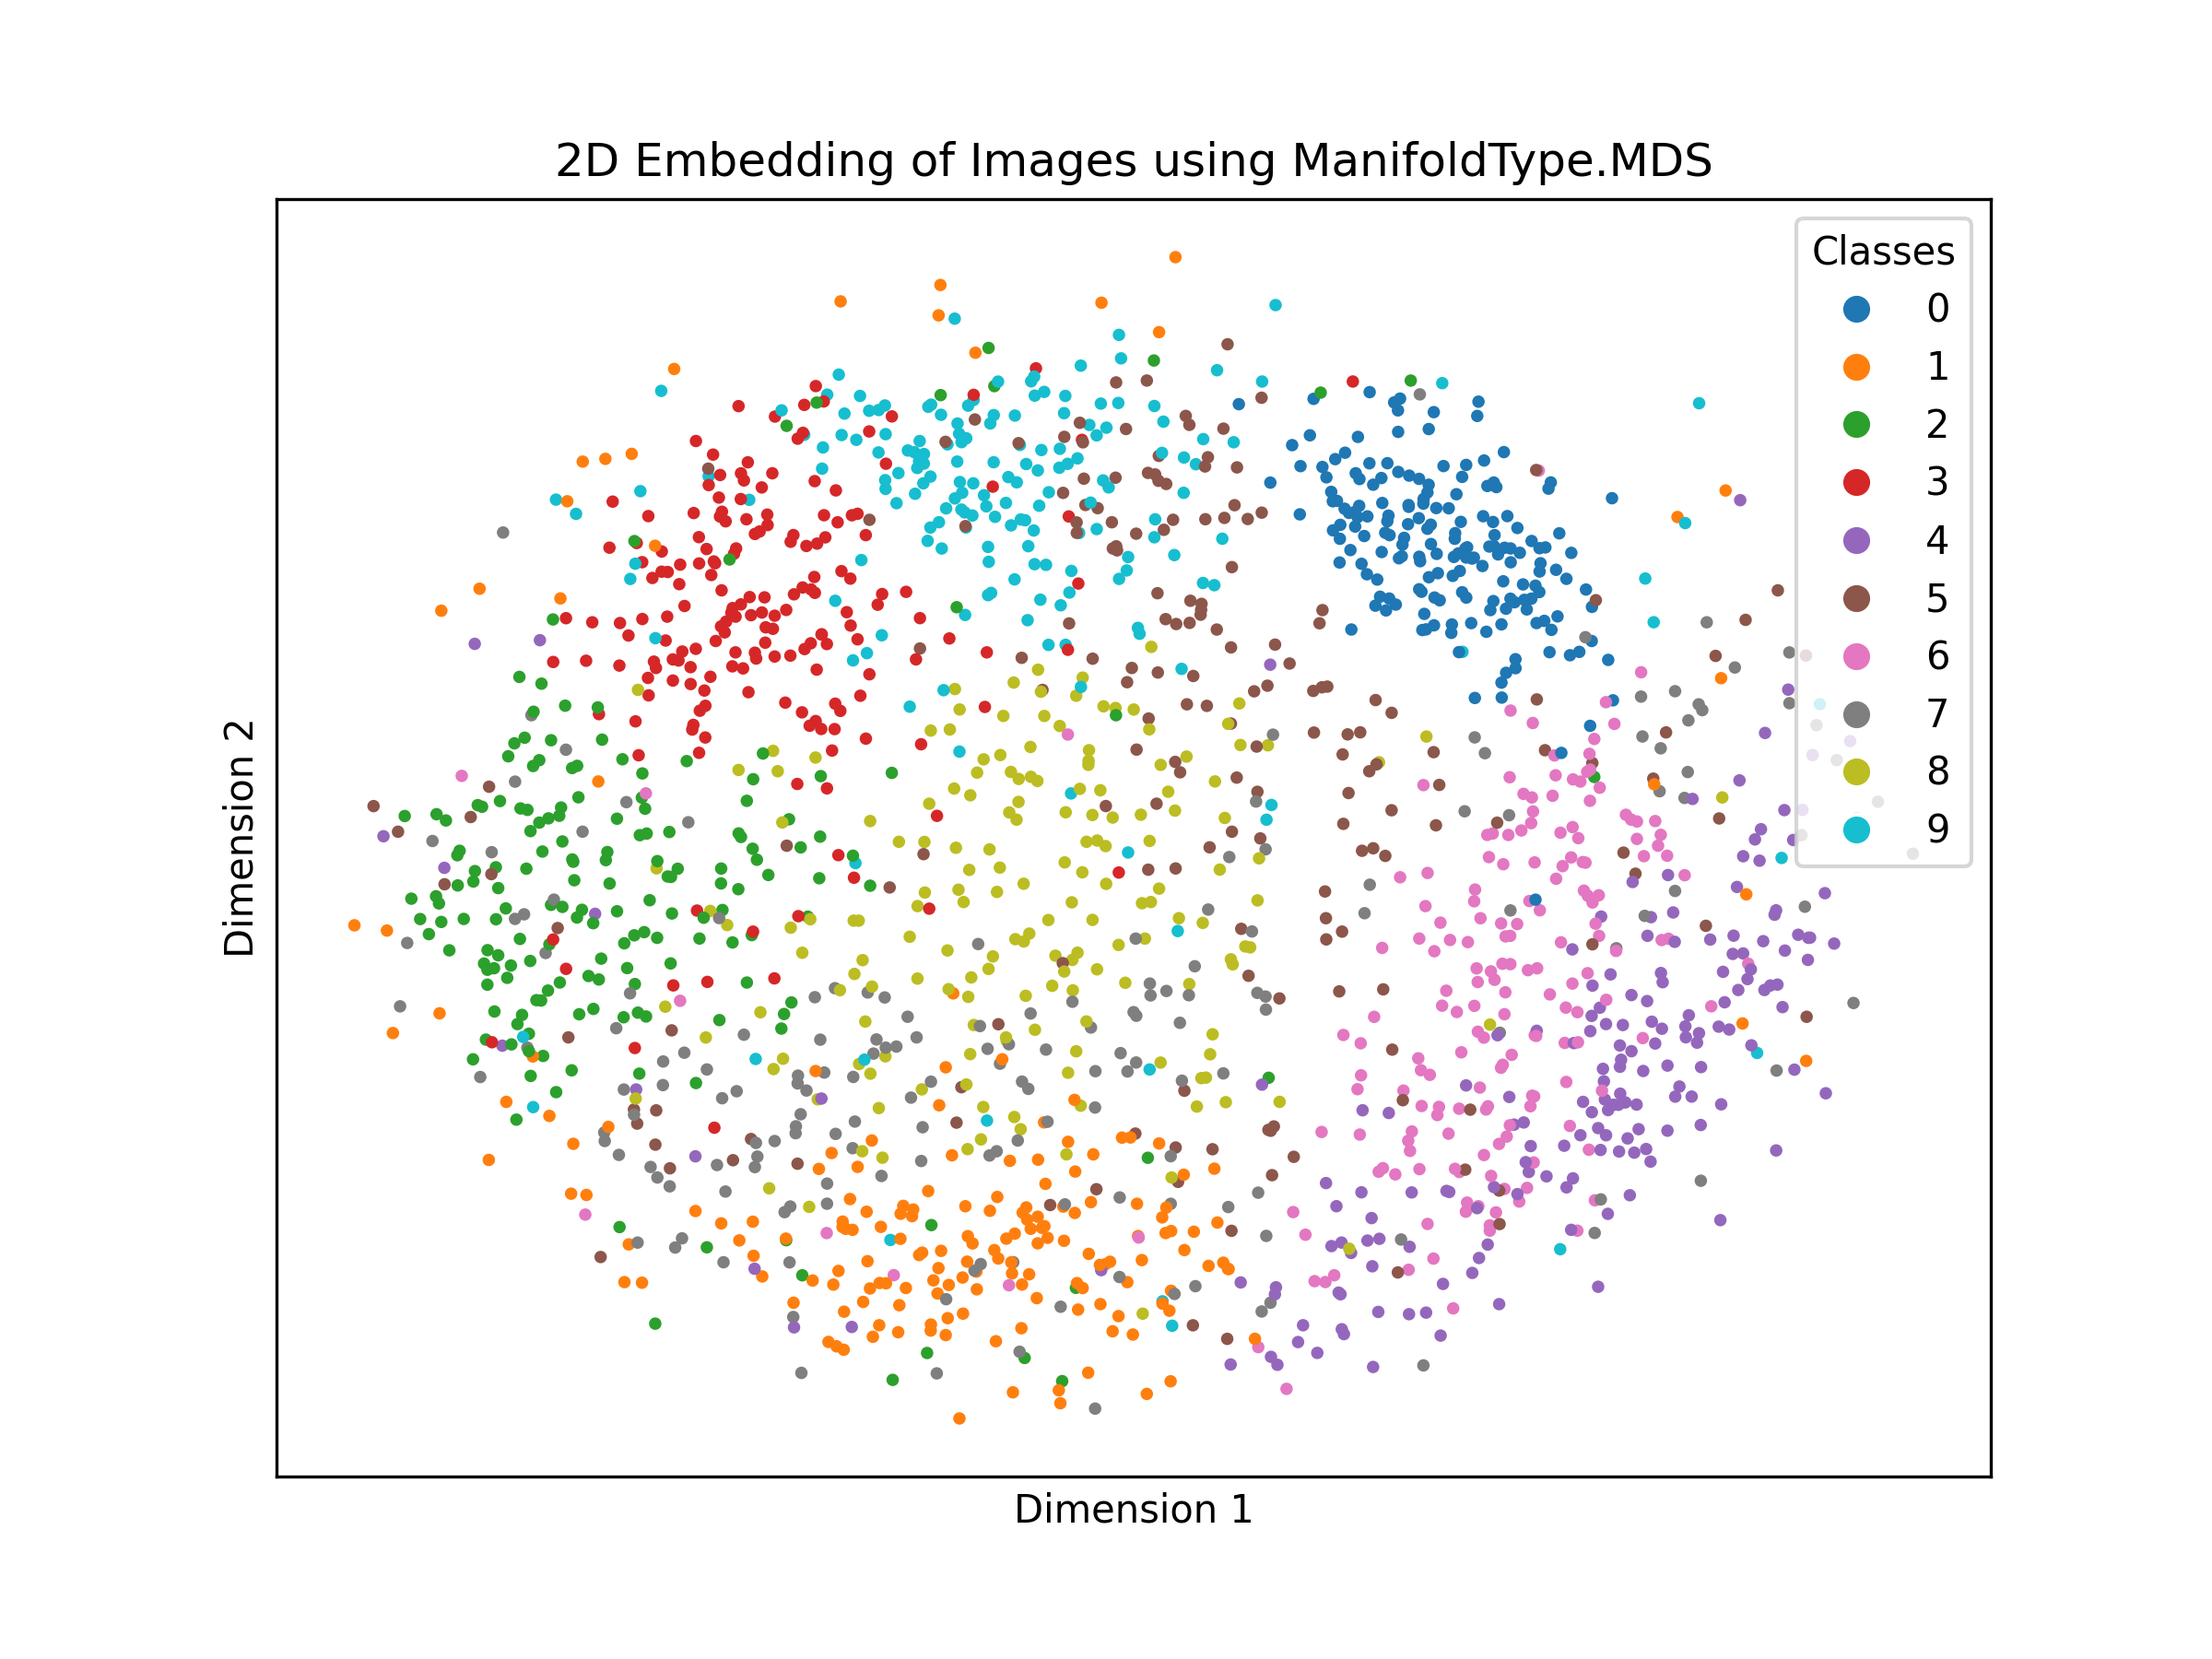 2D Embedding of Images using ManifoldType.MDS
Classes
0
1
2
3
4
5
6
7
8
9
Dimension 2
Dimension 1